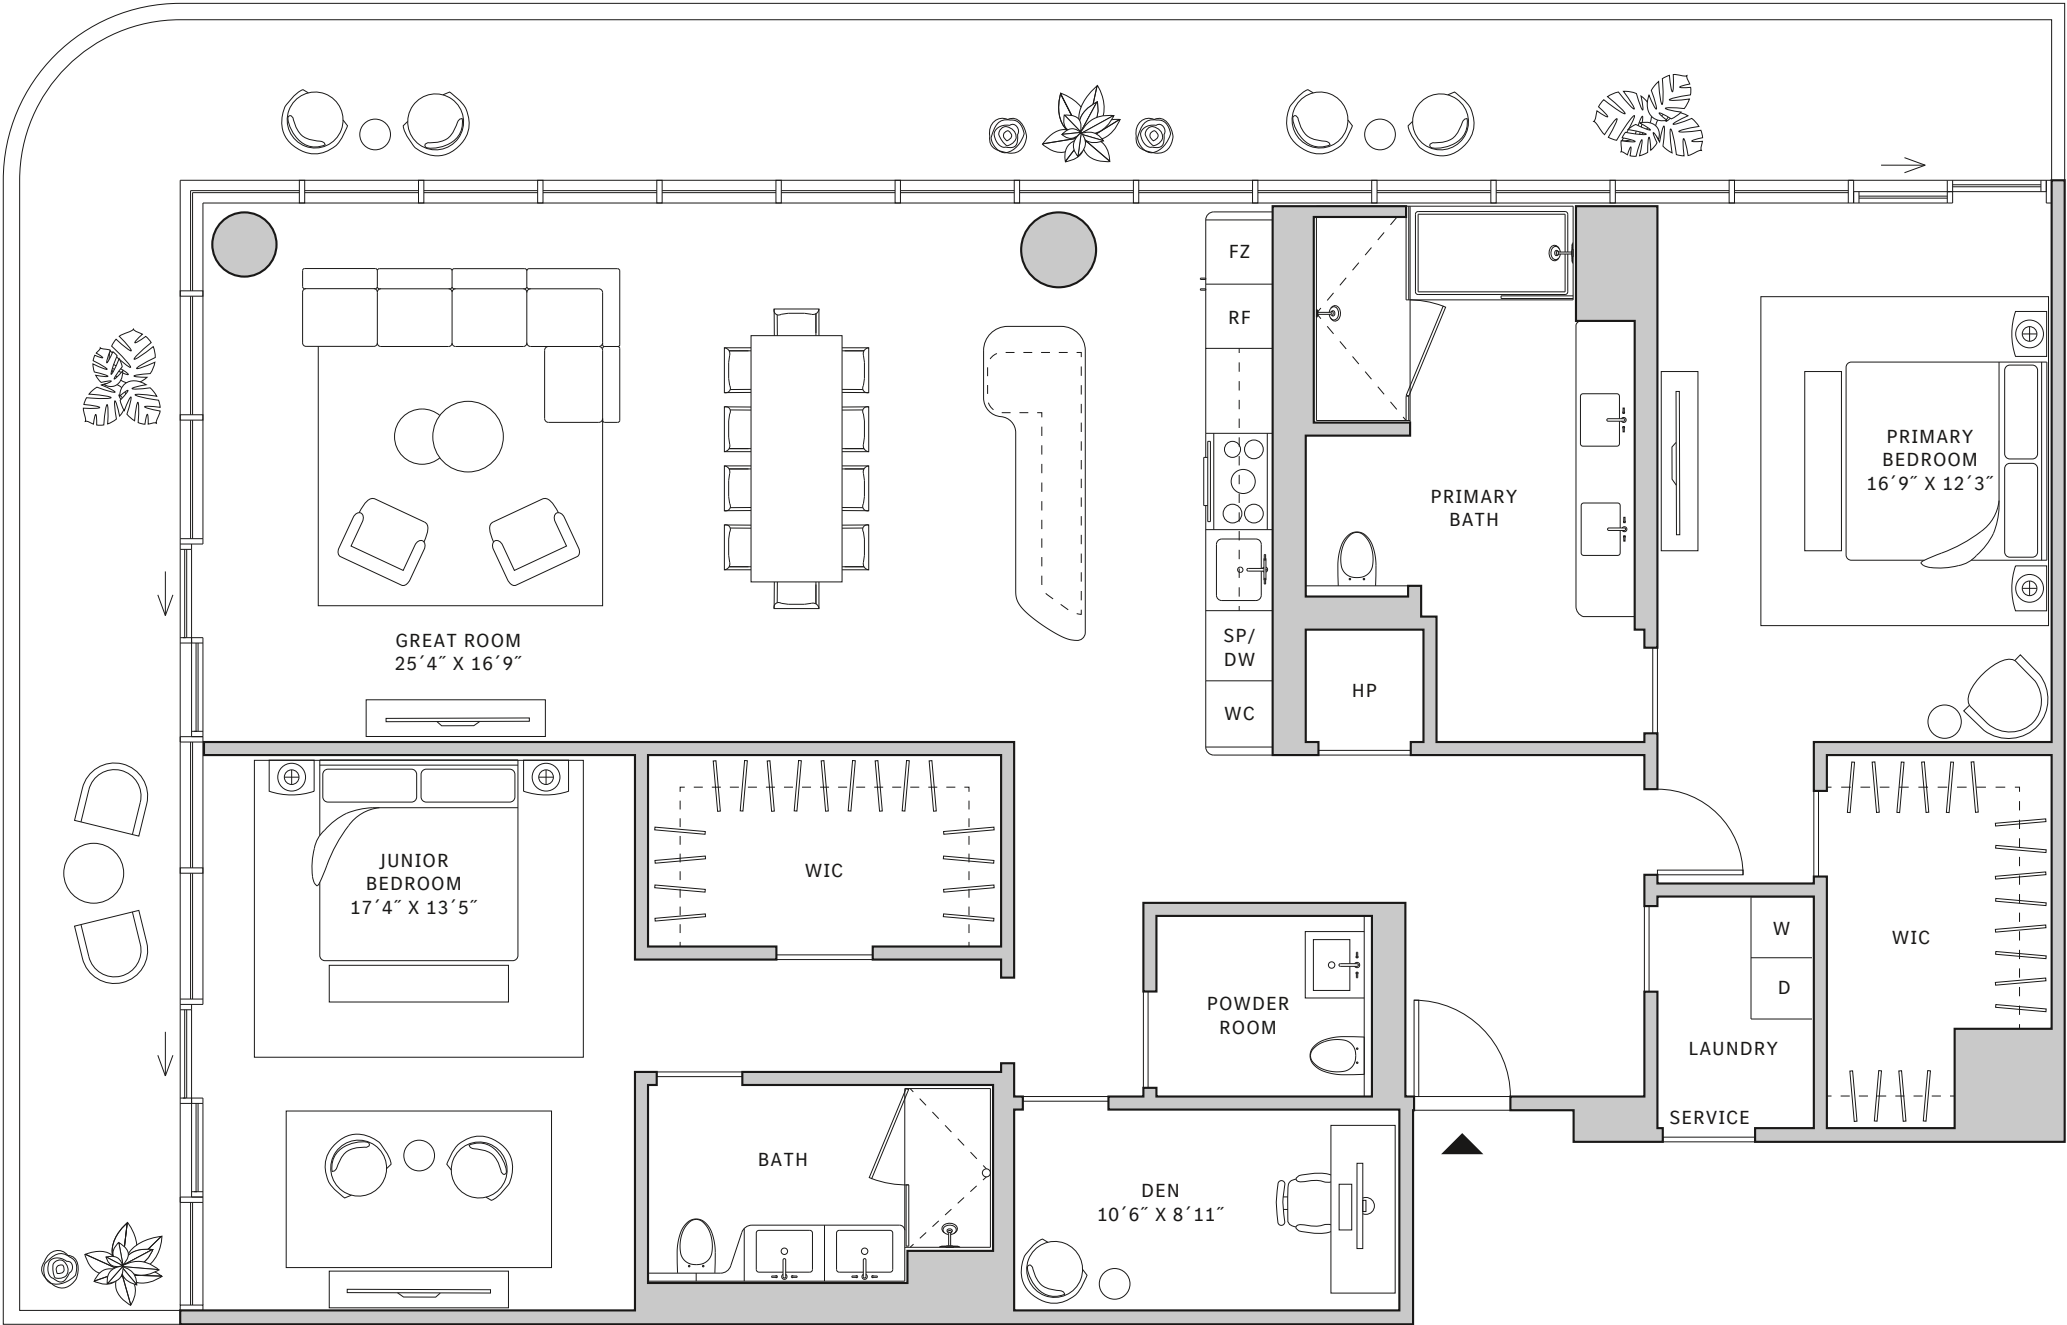 FZ
RF
PRIMARY
BEDROOM
16´9˝ X 12´3˝
PRIMARY
BATH
GREAT ROOM
25´4˝ X 16´9˝
SP/
DW
HP
WC
JUNIOR
BEDROOM
17´4˝ X 13´5˝
WIC
W
WIC
D
POWDER
ROOM
LAUNDRY
SERVICE
BATH
DEN
10´6˝ X 8´11˝